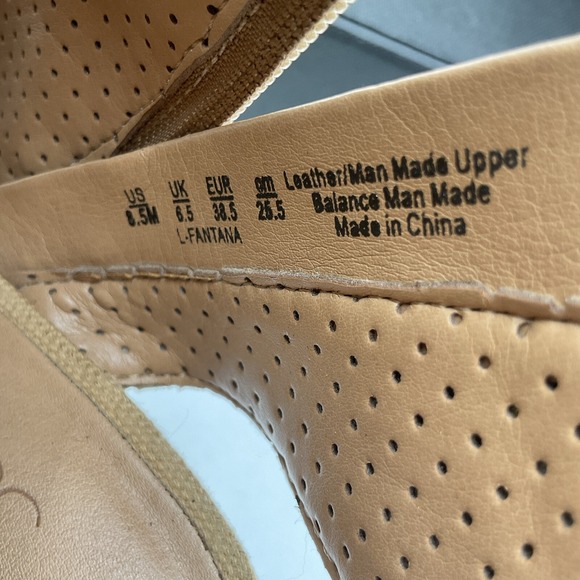 US UK EUR cm Leather/Man Made Upper
8.5M 6.5 38.5 25.5 Balance Man Made
L-FANTANA Made in China